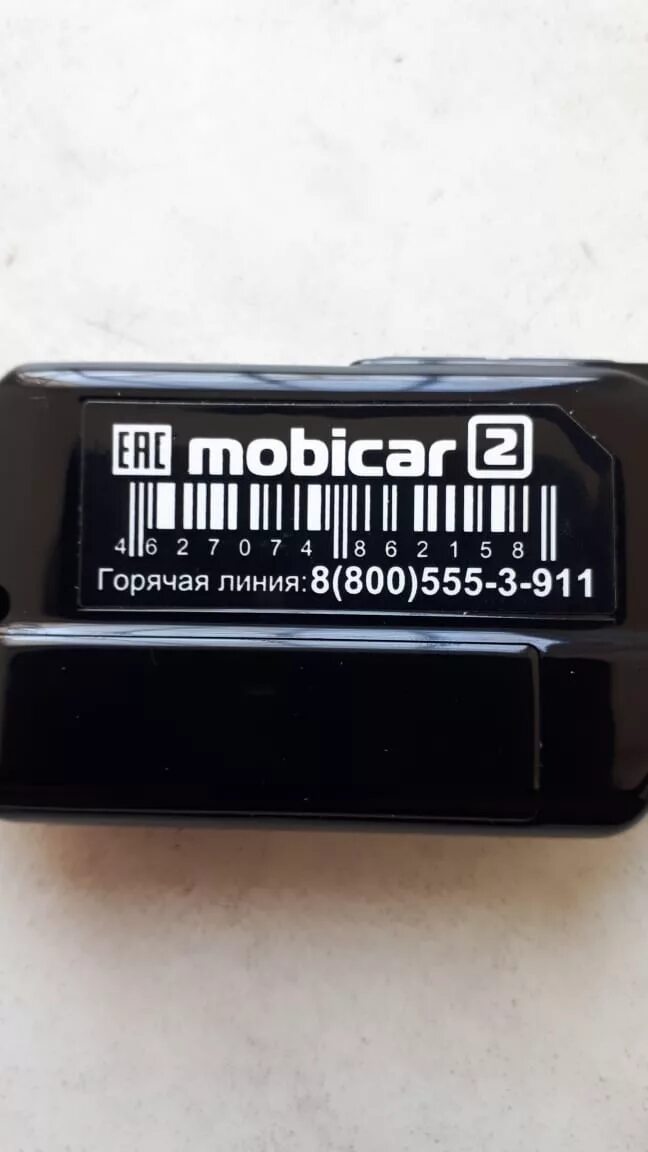 EAC mobicar 2
4 627074 862158
Горячая линия: 8(800)555-3-911